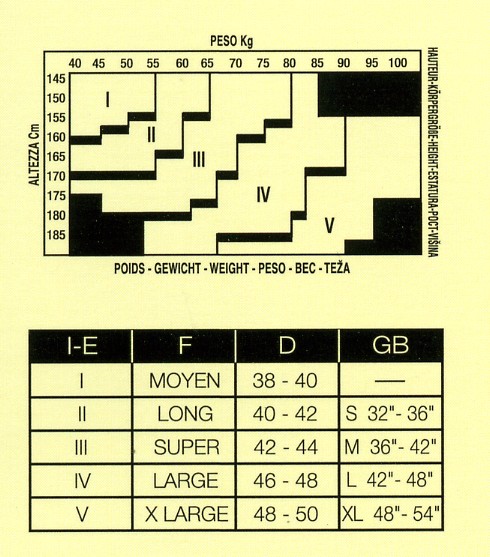 PESO Kg
40 45 50 55 60 65 70 75 80 85 90 95 100
ALTEZZA Cm
145
150
155
160
165
170
175
180
185
I
II
III
IV
V
HAUTEUR-KÖRPERGRÖßE-HEIGHT-ESTATURA-POCT-VIŠINA
POIDS - GEWICHT - WEIGHT - PESO - BEC - TEŽA
I-E F D GB
I MOYEN 38 - 40 —
II LONG 40 - 42 S 32"- 36"
III SUPER 42 - 44 M 36"- 42"
IV LARGE 46 - 48 L 42"- 48"
V X LARGE 48 - 50 XL 48"- 54"